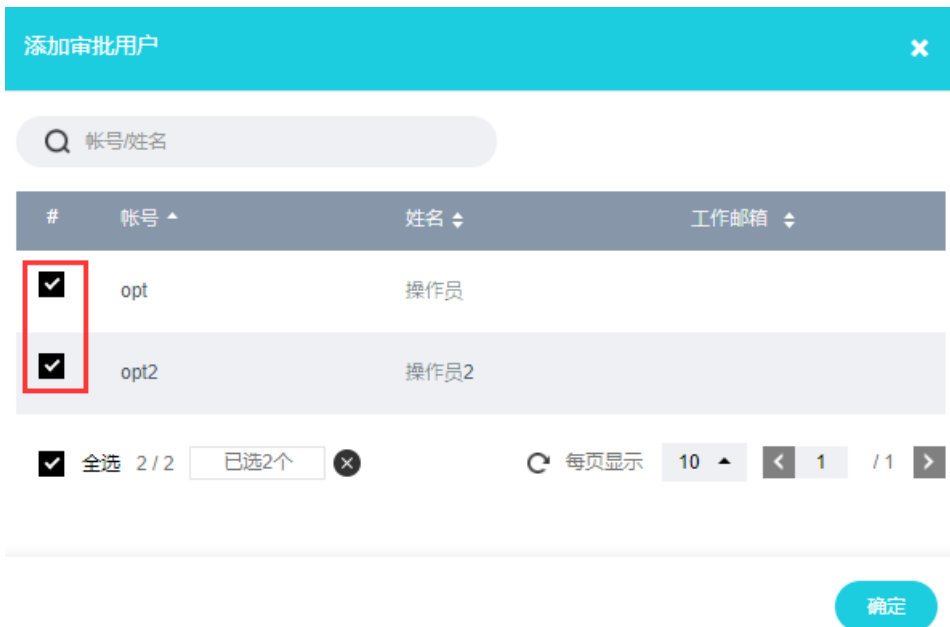 添加审批用户
帐号/姓名
# 帐号 姓名 工作邮箱
opt 操作员
opt2 操作员2
全选 2 / 2 已选2个 每页显示 10 1 / 1
确定